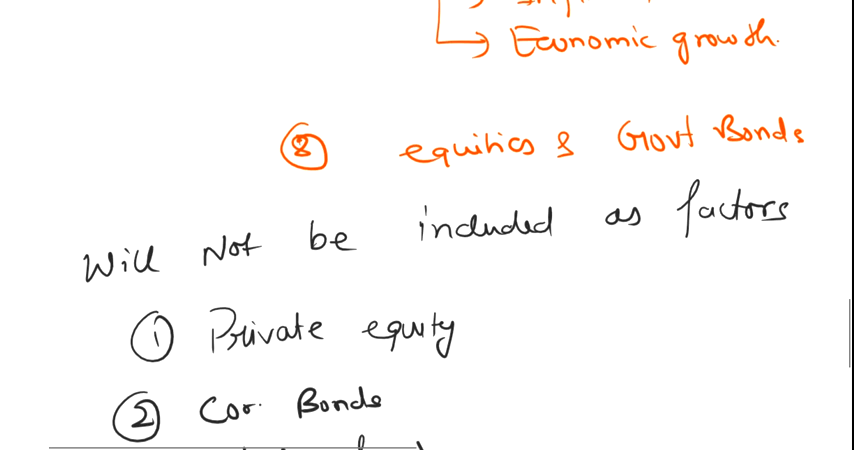 → Economic growth.
⑧ equities & Govt Bonds
Will Not be included as factors
① Private equity
② Cor. Bonds